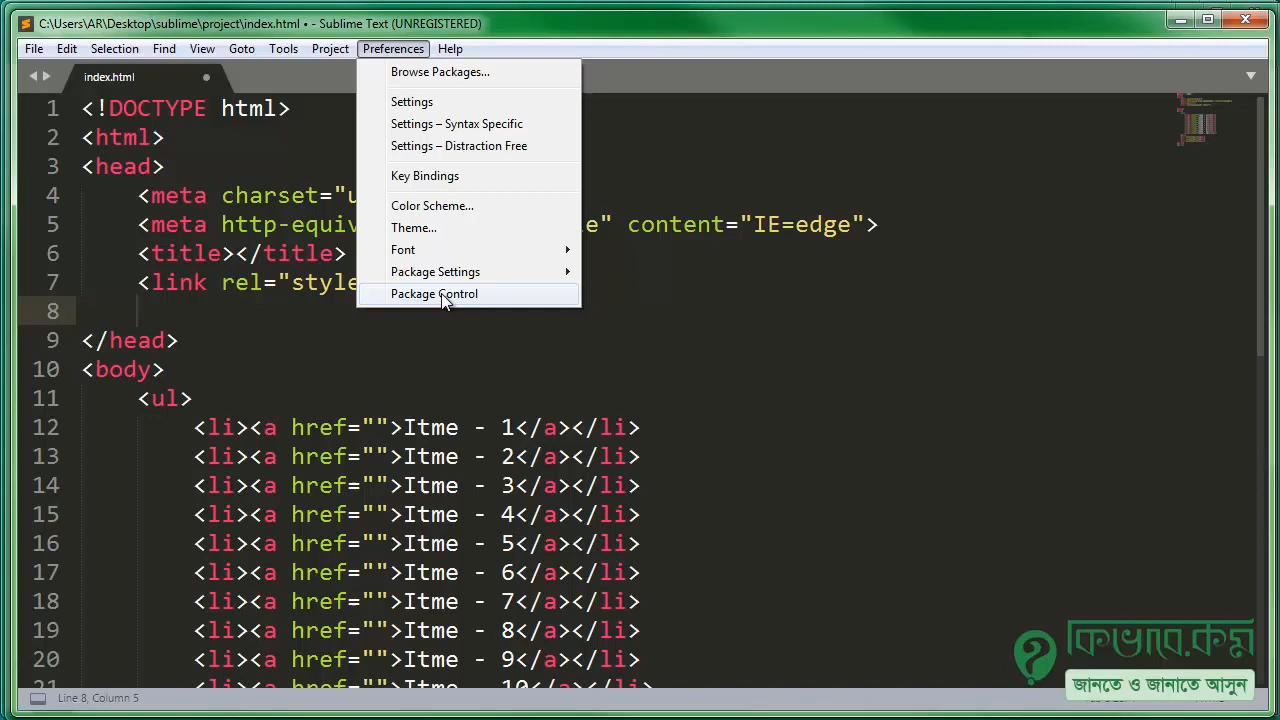 C:\Users\AR\Desktop\sublime\project\index.html • - Sublime Text (UNREGISTERED)
File Edit Selection Find View Goto Tools Project Preferences Help
index.html
Browse Packages...
Settings
Settings – Syntax Specific
Settings – Distraction Free
Key Bindings
Color Scheme...
Theme...
Font
Package Settings
Package Control
1 <!DOCTYPE html>
2 <html>
3 <head>
4 <meta charset="u
5 <meta http-equiv le" content="IE=edge">
6 <title></title>
7 <link rel="style
8
9 </head>
10 <body>
11 <ul>
12 <li><a href="">Itme - 1</a></li>
13 <li><a href="">Itme - 2</a></li>
14 <li><a href="">Itme - 3</a></li>
15 <li><a href="">Itme - 4</a></li>
16 <li><a href="">Itme - 5</a></li>
17 <li><a href="">Itme - 6</a></li>
18 <li><a href="">Itme - 7</a></li>
19 <li><a href="">Itme - 8</a></li>
20 <li><a href="">Itme - 9</a></li>
21 <li><a href="">Itme - 10</a></li>
কিভাবে.কম
জানতে ও জানাতে আসুন
Line 8, Column 5